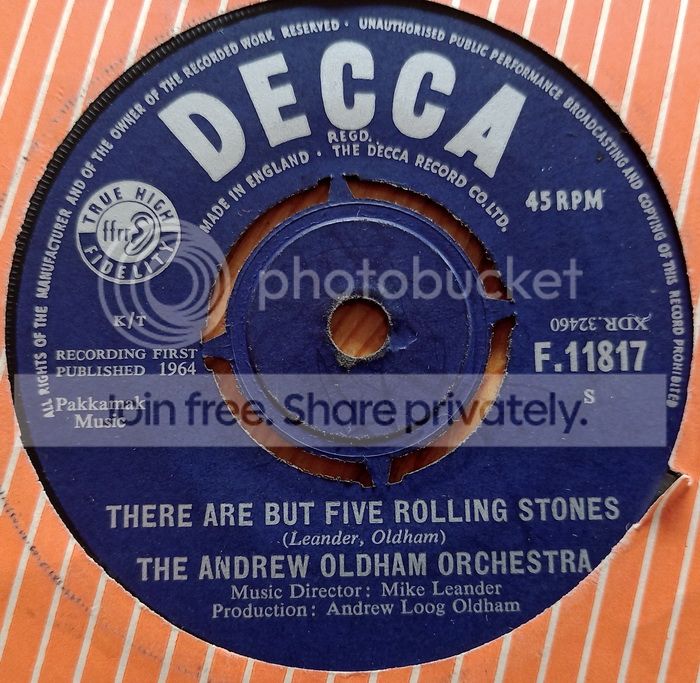 ALL RIGHTS OF THE MANUFACTURER AND OF THE OWNER OF THE RECORDED WORK RESERVED · UNAUTHORISED PUBLIC PERFORMANCE BROADCASTING AND COPYING OF THIS RECORD PROHIBITED
DECCA
REGD.
MADE IN ENGLAND · THE DECCA RECORD CO. LTD.
45 RPM
TRUE HIGH
ffrr
FIDELITY
photobucket
K/T
XDR.32460
RECORDING FIRST
PUBLISHED 1964
F.11817
S
Pakkamak
Music
Join free. Share privately.
THERE ARE BUT FIVE ROLLING STONES
(Leander, Oldham)
THE ANDREW OLDHAM ORCHESTRA
Music Director: Mike Leander
Production: Andrew Loog Oldham